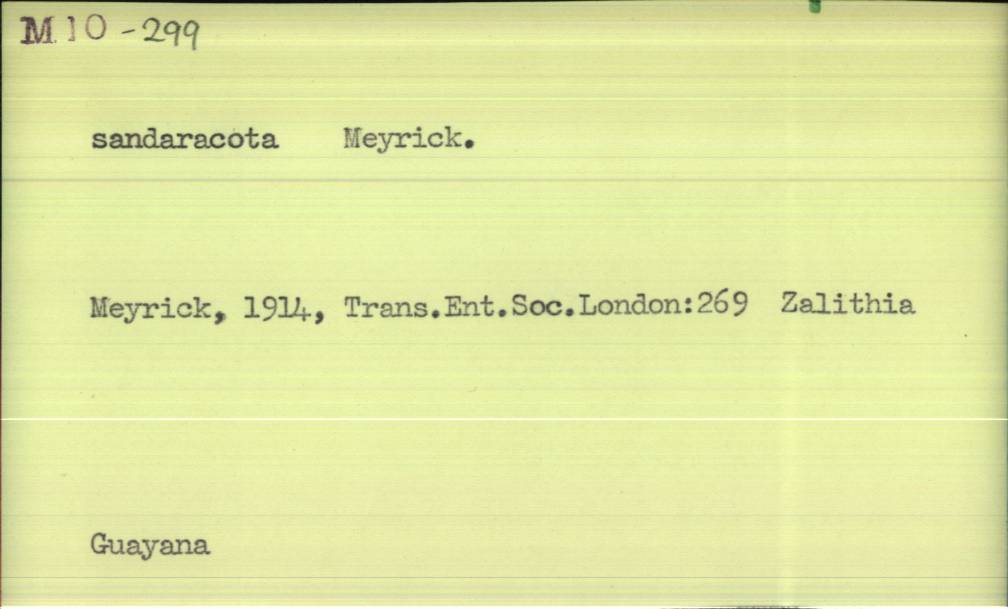 M 10 -299
sandaracota Meyrick.
Meyrick, 1914, Trans.Ent.Soc.London:269 Zalithia
Guayana